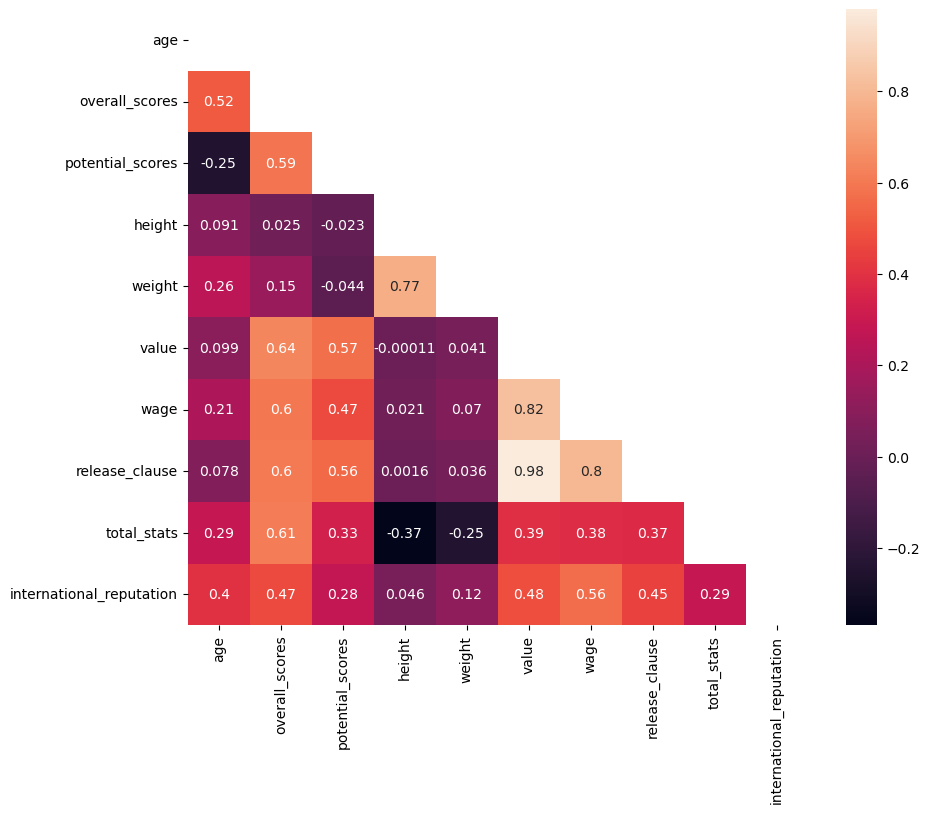 age
overall_scores 0.52
potential_scores -0.25 0.59
height 0.091 0.025 -0.023
weight 0.26 0.15 -0.044 0.77
value 0.099 0.64 0.57 -0.00011 0.041
wage 0.21 0.6 0.47 0.021 0.07 0.82
release_clause 0.078 0.6 0.56 0.0016 0.036 0.98 0.8
total_stats 0.29 0.61 0.33 -0.37 -0.25 0.39 0.38 0.37
international_reputation 0.4 0.47 0.28 0.046 0.12 0.48 0.56 0.45 0.29
age
overall_scores
potential_scores
height
weight
value
wage
release_clause
total_stats
international_reputation
0.8
0.6
0.4
0.2
0.0
−0.2